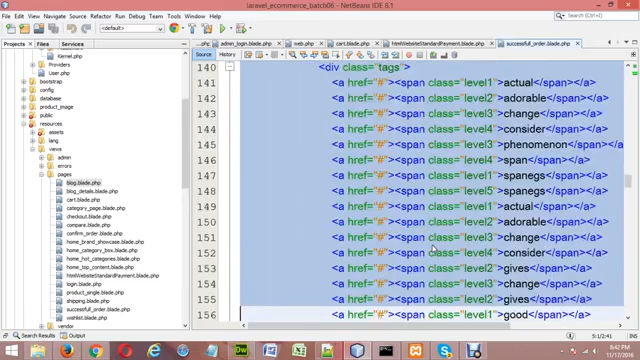 laravel_ecommerce_batch06 - NetBeans IDE 8.1
File Edit View Navigate Source Refactor Run Debug Profile Team Tools Window Help
Search (Ctrl+I)
<default>
Projects Files Services
...php admin_login.blade.php web.php cart.blade.php htmlWebsiteStandardPayment.blade.php successful_order.blade.php
Source History
Kernel.php
Providers
User.php
bootstrap
config
database
product_image
public
resources
assets
lang
views
admin
errors
pages
blog.blade.php
blog_details.blade.php
cart.blade.php
category_page.blade.php
checkout.blade.php
compare.blade.php
confirm_order.blade.php
home_brand_showcase.blade.php
home_category_box.blade.php
home_hot_categories.blade.php
home_top_content.blade.php
htmlWebsiteStandardPayment.blade.php
login.blade.php
product_single.blade.php
shipping.blade.php
successfull_order.blade.php
wishlist.blade.php
vendor
140 <div class="tags">
141 <a href="#"><span class="level1">actual</span></a>
142 <a href="#"><span class="level2">adorable</span></a>
143 <a href="#"><span class="level3">change</span></a>
144 <a href="#"><span class="level4">consider</span></a>
145 <a href="#"><span class="level3">phenomenon</span></a>
146 <a href="#"><span class="level4">span</span></a>
147 <a href="#"><span class="level1">spanegs</span></a>
148 <a href="#"><span class="level5">spanegs</span></a>
149 <a href="#"><span class="level1">actual</span></a>
150 <a href="#"><span class="level2">adorable</span></a>
151 <a href="#"><span class="level3">change</span></a>
152 <a href="#"><span class="level4">consider</span></a>
153 <a href="#"><span class="level2">gives</span></a>
154 <a href="#"><span class="level3">change</span></a>
155 <a href="#"><span class="level2">gives</span></a>
156 <a href="#"><span class="level1">good</span></a>
Search Results Output
5:1/2:41 INS
8:42 PM
11/17/2016